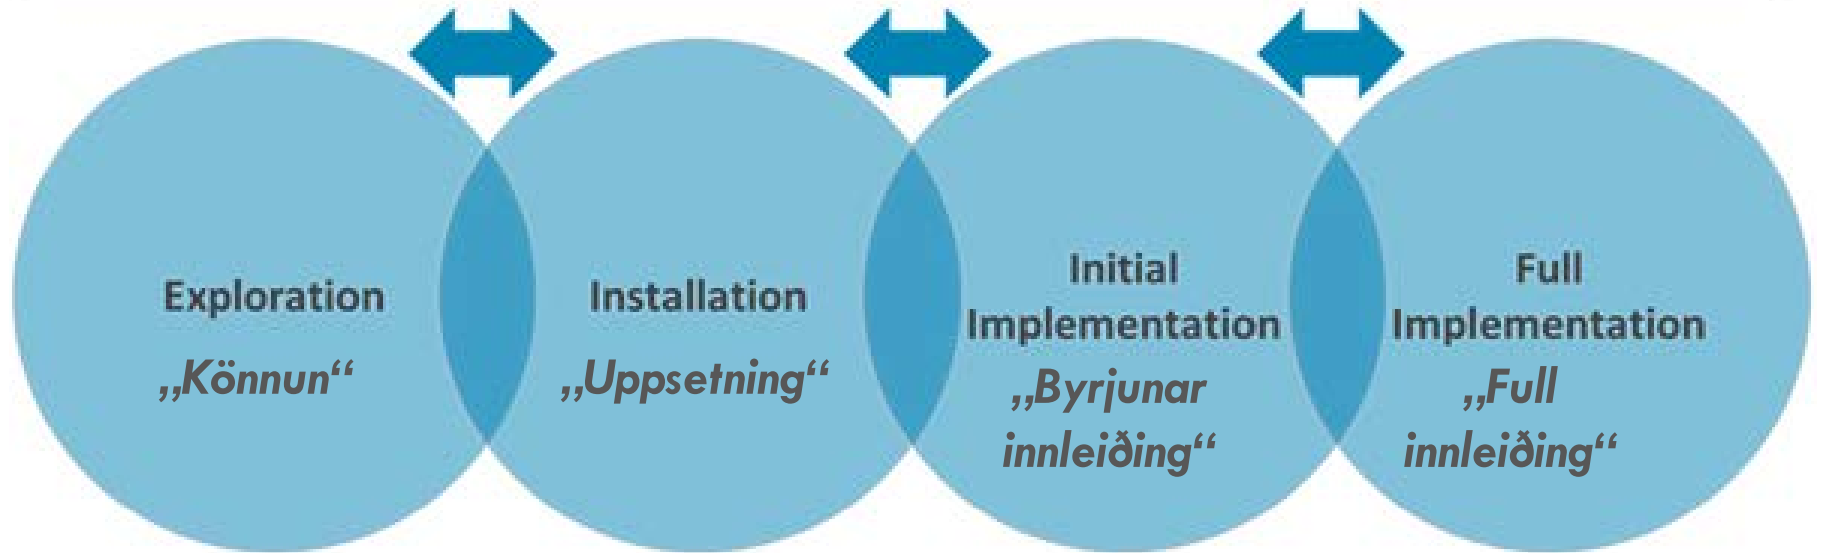 Exploration
„Könnun“
Installation
„Uppsetning“
Initial
Implementation
„Byrjunar
innleiðing“
Full
Implementation
„Full
innleiðing“